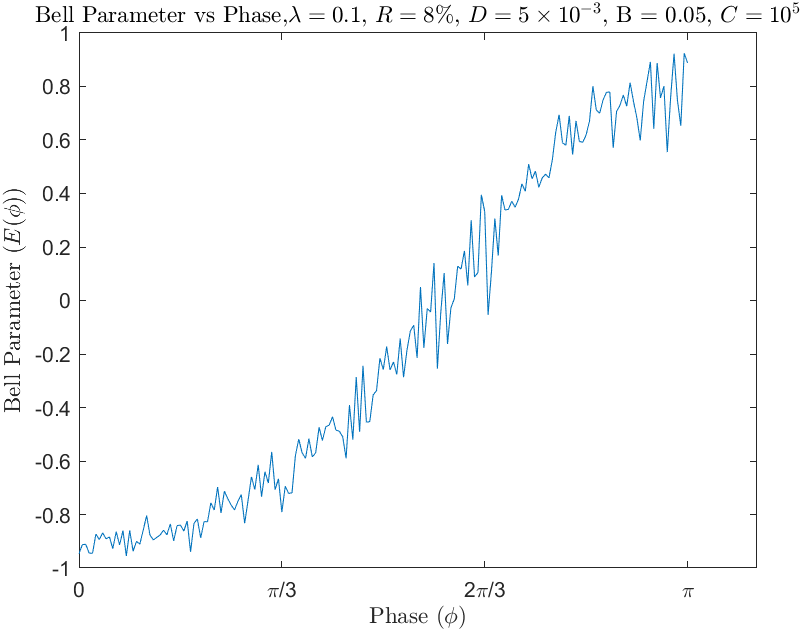 Bell Parameter vs Phase,λ = 0.1, R = 8%, D = 5 × 10⁻³, B = 0.05, C = 10⁵
1
0.8
0.6
0.4
0.2
0
-0.2
-0.4
-0.6
-0.8
-1
Bell Parameter (E(ϕ))
0 π/3 2π/3 π
Phase (ϕ)